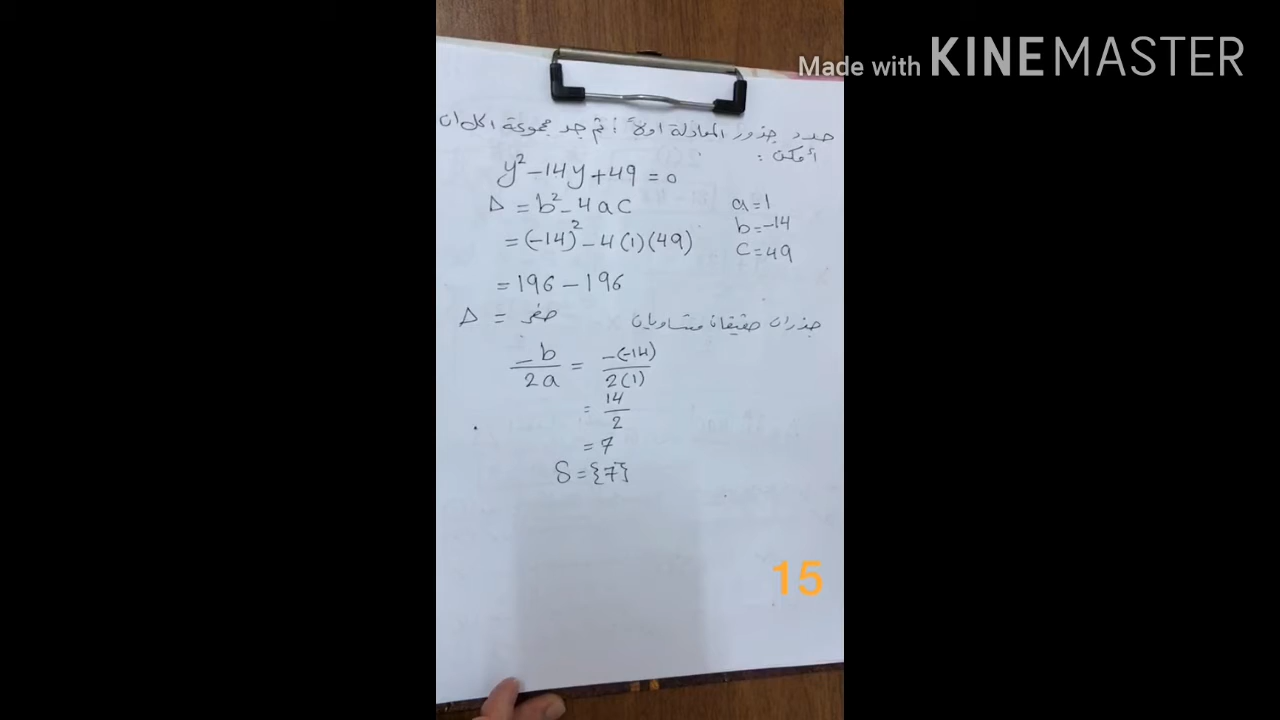 Made with KINEMASTER
حدد جذور المعادلة اولاً ثم جد مجموعة الحل ان
أمكن :
y² - 14y + 49 = 0
Δ = b² - 4ac
a = 1
= (-14)² - 4(1)(49)
b = -14
c = 49
= 196 - 196
Δ = صفر
جذران حقيقيان متساويان
-b/2a = -(-14)/2(1)
= 14/2
= 7
S = {7}
15